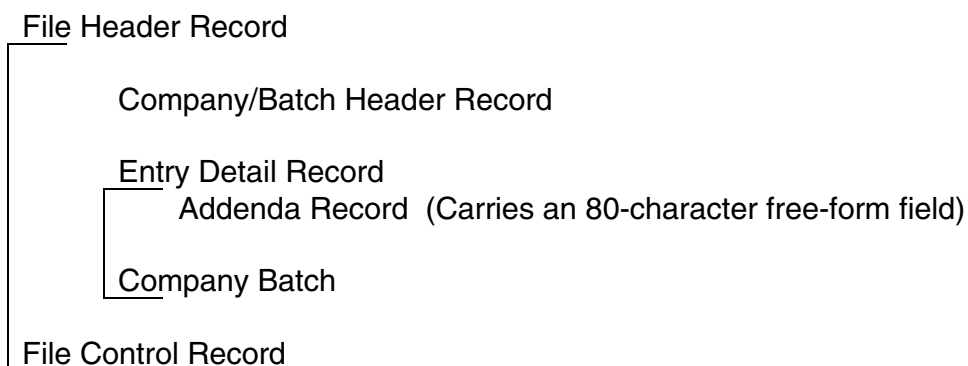 File Header Record
Company/Batch Header Record
Entry Detail Record
Addenda Record (Carries an 80-character free-form field)
Company Batch
File Control Record